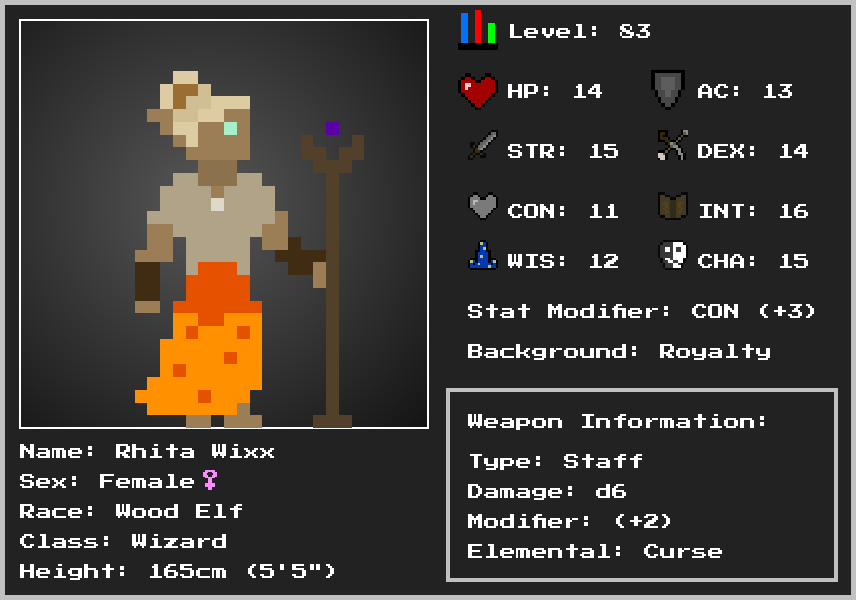 Level: 83
HP: 14 AC: 13
STR: 15 DEX: 14
CON: 11 INT: 16
WIS: 12 CHA: 15
Stat Modifier: CON (+3)
Background: Royalty
Weapon Information:
Type: Staff
Damage: d6
Modifier: (+2)
Elemental: Curse
Name: Rhita Wixx
Sex: Female♀
Race: Wood Elf
Class: Wizard
Height: 165cm (5'5")